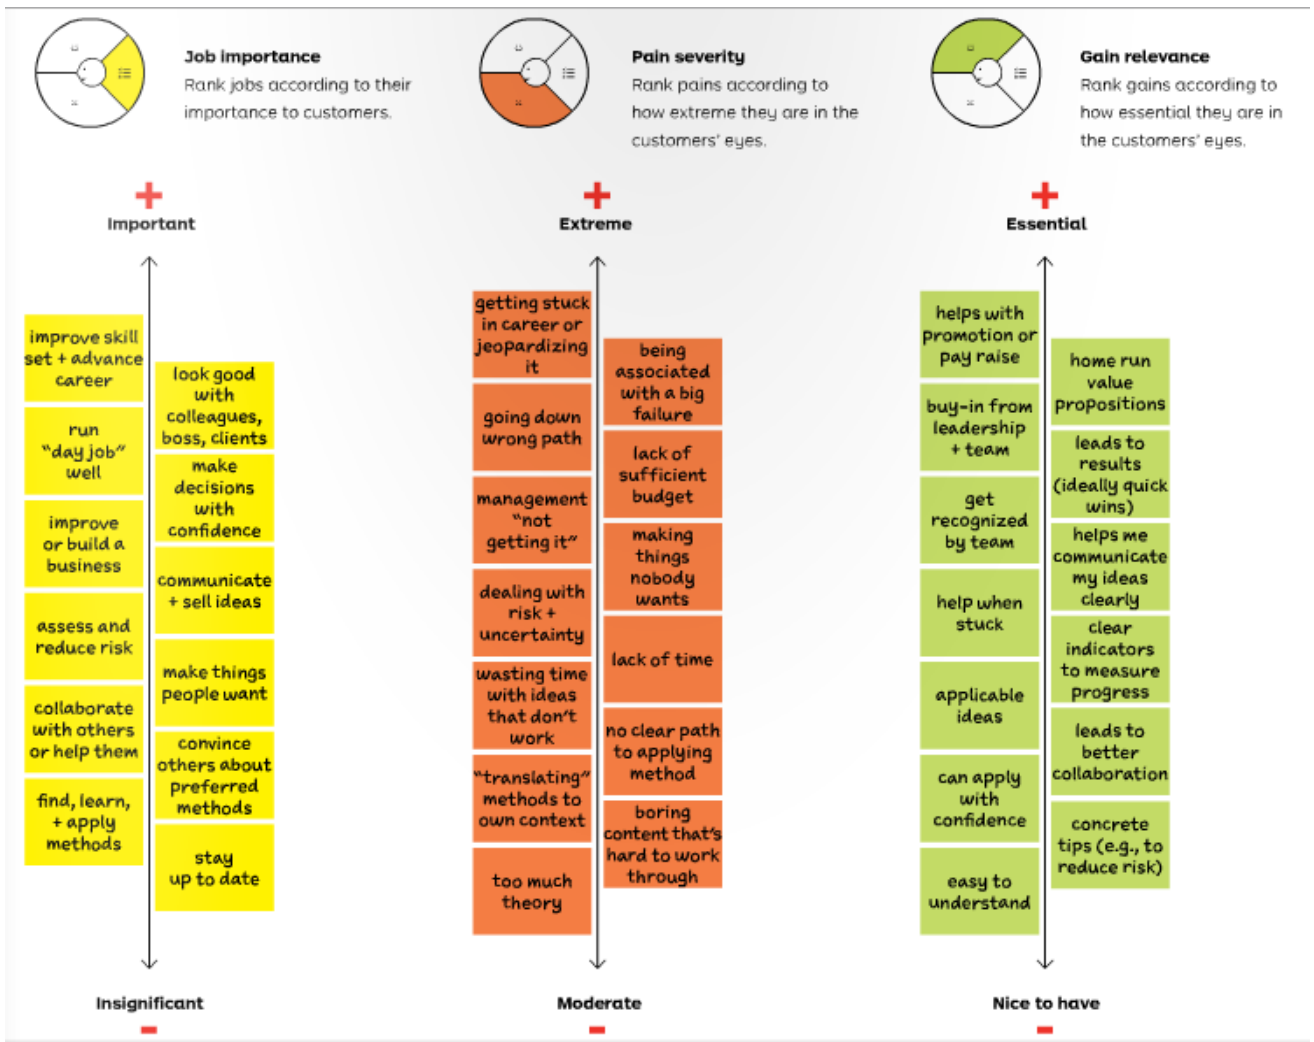 Job importance
Rank jobs according to their
importance to customers.
Important
improve skill
set + advance
career
look good
with
colleagues,
boss, clients
run
"day job"
well
make
decisions
with
confidence
improve
or build a
business
communicate
+ sell ideas
assess and
reduce risk
make things
people want
collaborate
with others
or help them
convince
others about
preferred
methods
find, learn,
+ apply
methods
stay
up to date
Insignificant
Pain severity
Rank pains according to
how extreme they are in the
customers' eyes.
Extreme
getting stuck
in career or
jeopardizing
it
being
associated
with a big
failure
going down
wrong path
lack of
sufficient
budget
management
"not
getting it"
making
things
nobody
wants
dealing with
risk +
uncertainty
lack of time
wasting time
with ideas
that don't
work
no clear path
to applying
method
"translating"
methods to
own context
boring
content that's
hard to work
through
too much
theory
Moderate
Gain relevance
Rank gains according to
how essential they are in
the customers' eyes.
Essential
helps with
promotion or
pay raise
home run
value
propositions
buy-in from
leadership
+ team
leads to
results
(ideally quick
wins)
get
recognized
by team
helps me
communicate
my ideas
clearly
help when
stuck
clear
indicators
to measure
progress
applicable
ideas
leads to
better
collaboration
can apply
with
confidence
concrete
tips (e.g., to
reduce risk)
easy to
understand
Nice to have